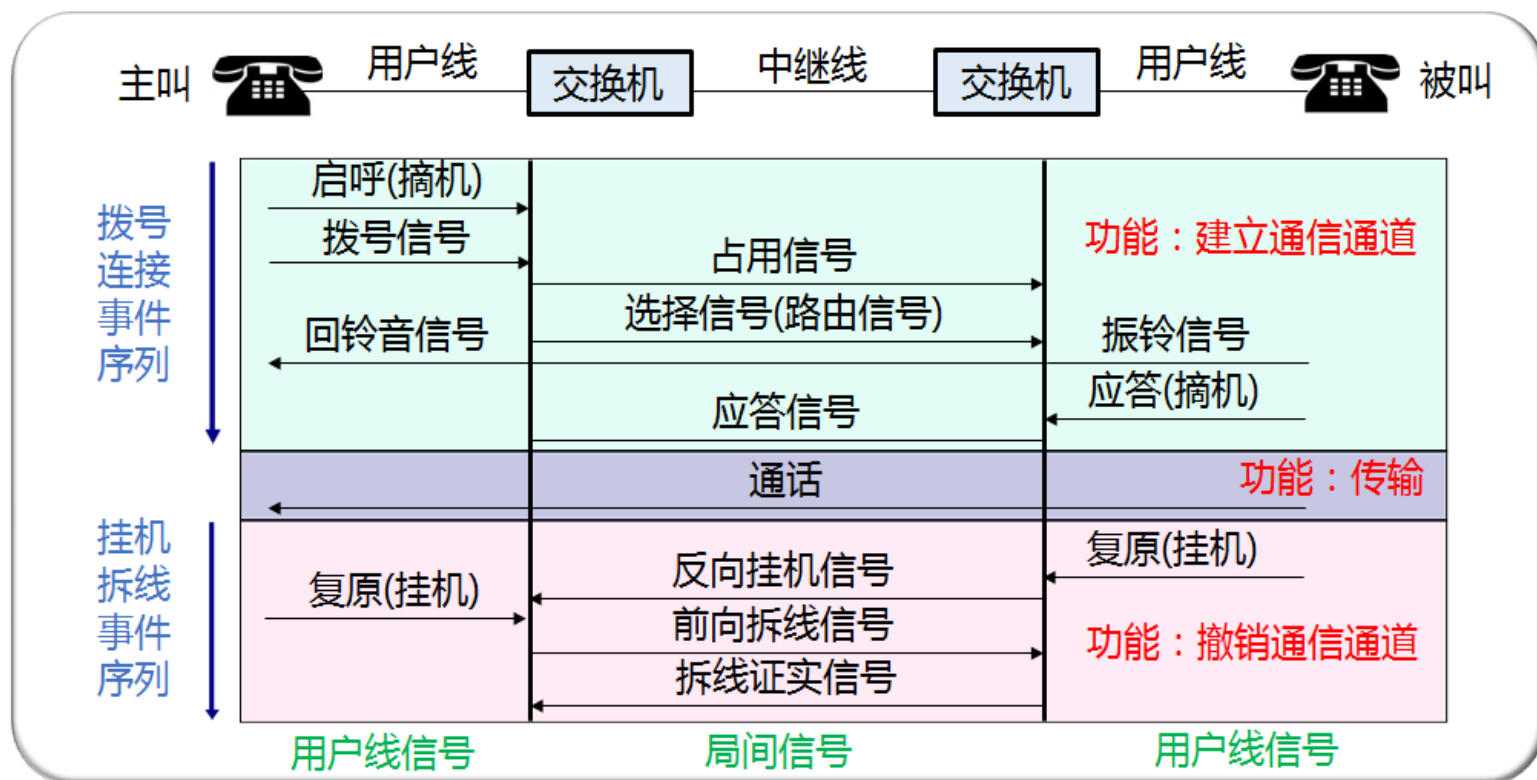 主叫
用户线
交换机
中继线
交换机
用户线
被叫
拨号
连接
事件
序列
启呼(摘机)
拨号信号
占用信号
功能：建立通信通道
选择信号(路由信号)
回铃音信号
振铃信号
应答(摘机)
应答信号
通话
功能：传输
挂机
拆线
事件
序列
复原(挂机)
反向挂机信号
复原(挂机)
前向拆线信号
功能：撤销通信通道
拆线证实信号
用户线信号
局间信号
用户线信号